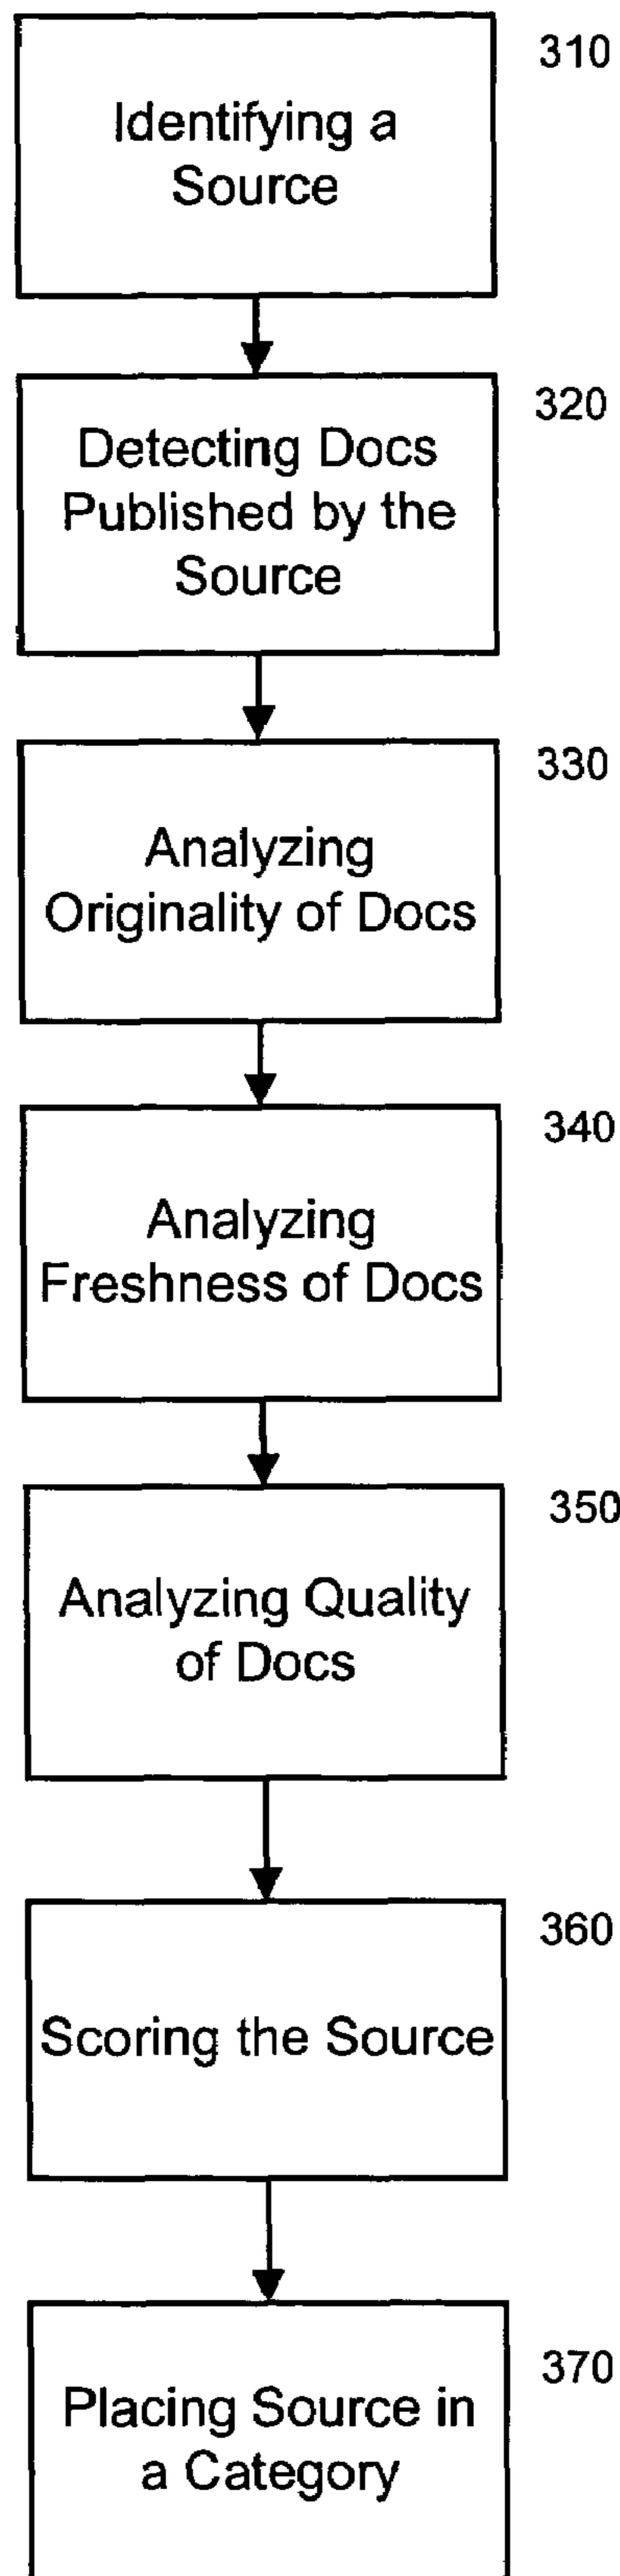 310
Identifying a
Source
320
Detecting Docs
Published by the
Source
330
Analyzing
Originality of Docs
340
Analyzing
Freshness of Docs
350
Analyzing Quality
of Docs
360
Scoring the Source
370
Placing Source in
a Category